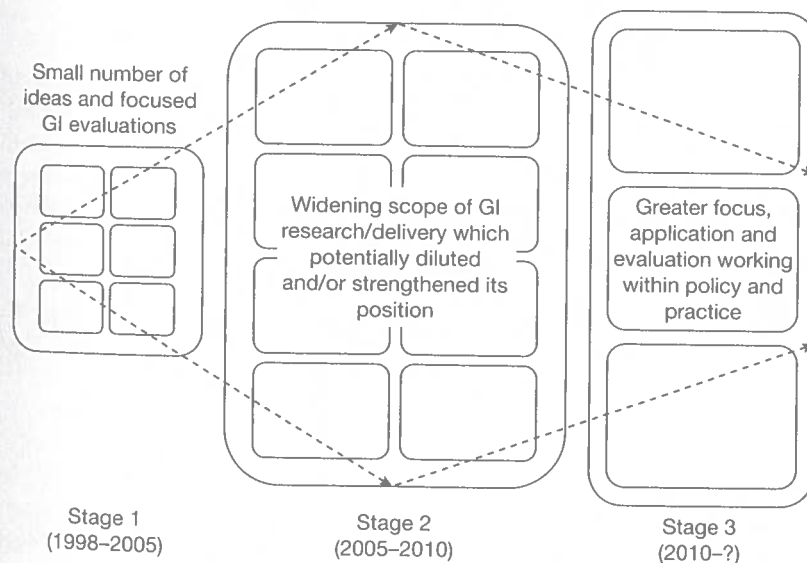 Small number of
ideas and focused
GI evaluations
Widening scope of GI
research/delivery which
potentially diluted
and/or strengthened its
position
Greater focus,
application and
evaluation working
within policy and
practice
Stage 1
(1998–2005)
Stage 2
(2005–2010)
Stage 3
(2010–?)